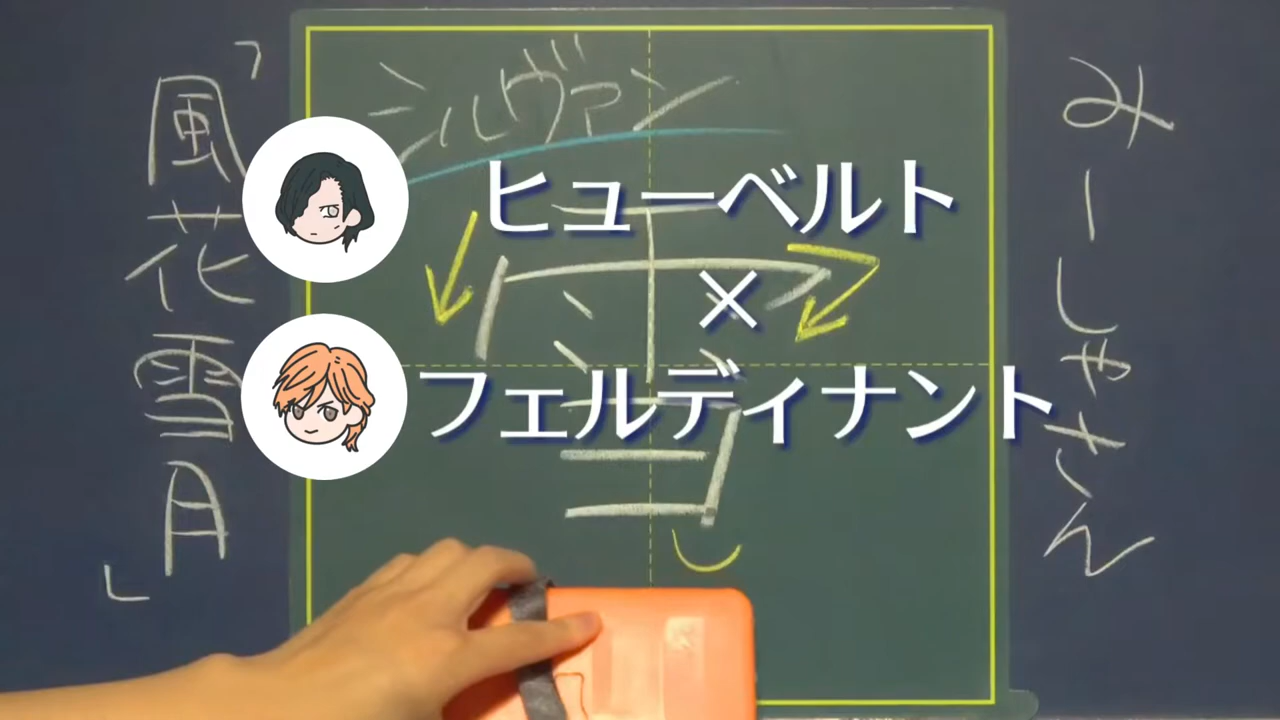 みーしゃさん
「風花雪月」
シルヴァン
雪
ヒューベルト
×
フェルディナント